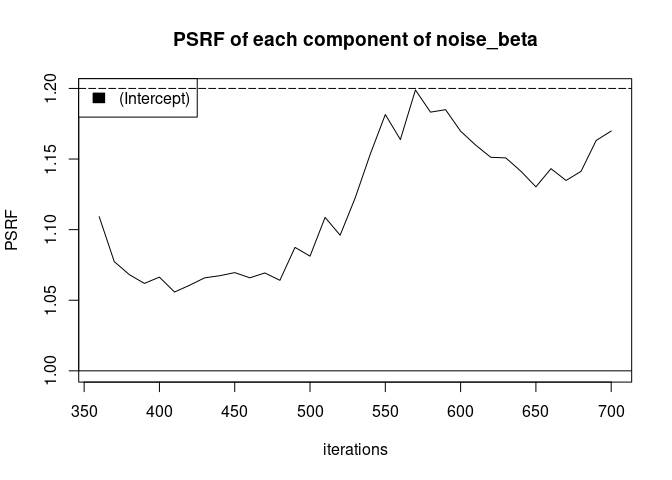 PSRF of each component of noise_beta
(Intercept)
PSRF
1.20
1.15
1.10
1.05
1.00
350 400 450 500 550 600 650 700
iterations